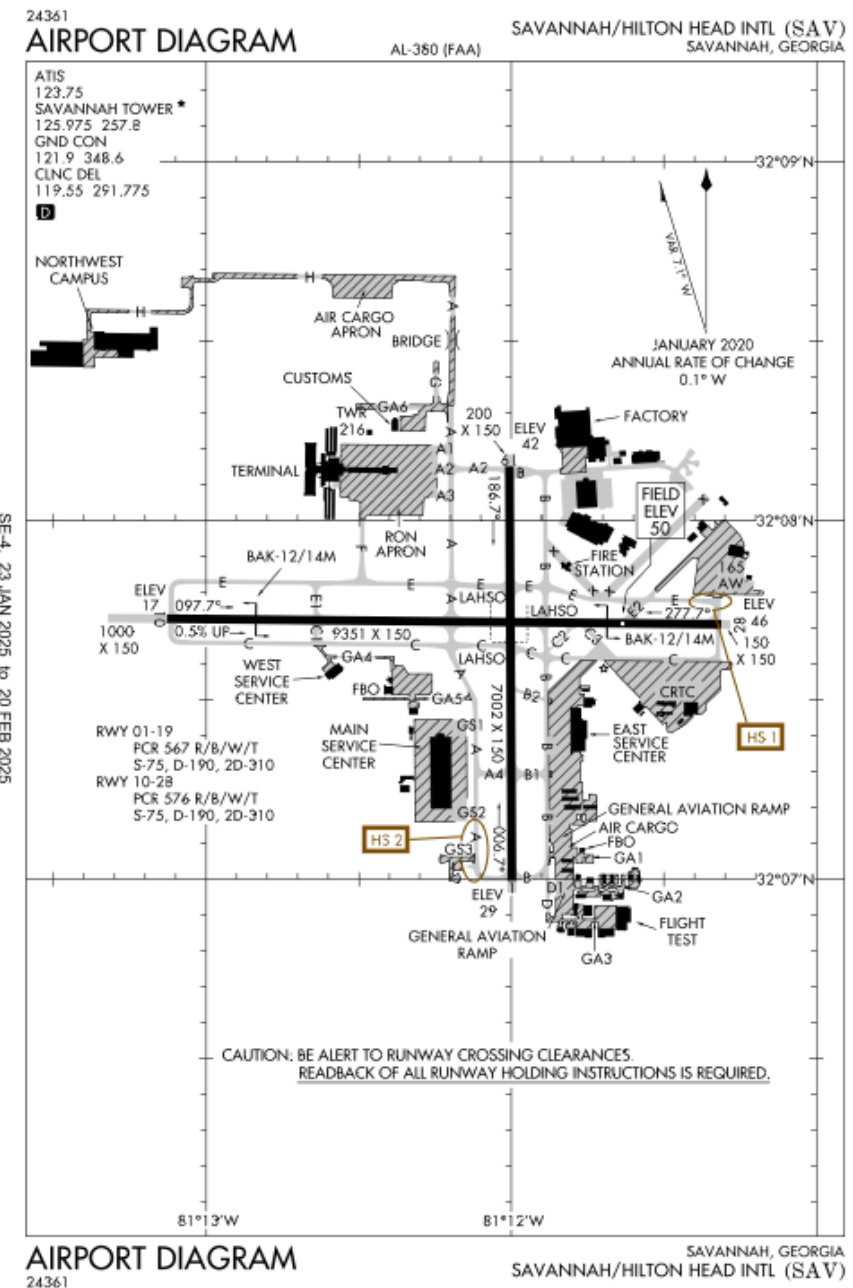 24361
AIRPORT DIAGRAM
AL-380 (FAA)
SAVANNAH/HILTON HEAD INTL (SAV)
SAVANNAH, GEORGIA
ATIS
123.75
SAVANNAH TOWER *
125.975 257.8
GND CON
121.9 348.6
CLNC DEL
119.55 291.775
D
32°09'N
VAR 7.1° W
JANUARY 2020
ANNUAL RATE OF CHANGE
0.1° W
NORTHWEST
CAMPUS
H
H
A
AIR CARGO
APRON
BRIDGE
G
CUSTOMS
GA6
TWR
216
200
X 150
ELEV
42
FACTORY
A
A1
A2
A2
A3
19
B
B
TERMINAL
186.7°
FIELD
ELEV
50
32°08'N
RON
APRON
A
F
FIRE
STATION
B
165
AW
BAK-12/14M
ELEV
17
E
E
E
E
E
E
097.7°
LAHSO
LAHSO
277.7°
ELEV
46
10
28
0.5% UP
9351 X 150
1000
X 150
150
X 150
BAK-12/14M
C
C
C
C
C
C2
C3
LAHSO
E1
C1
WEST
SERVICE
CENTER
GA4
FBO
GA5
A
B2
7002 X 150
CRTC
HS 1
RWY 01-19
PCR 567 R/B/W/T
S-75, D-190, 2D-310
RWY 10-28
PCR 576 R/B/W/T
S-75, D-190, 2D-310
MAIN
SERVICE
CENTER
GS1
A
B
EAST
SERVICE
CENTER
A4
B1
GS2
GENERAL AVIATION RAMP
AIR CARGO
FBO
GA1
HS 2
GS3
A
B
006.7°
B
32°07'N
ELEV
29
D1
D
GA2
GENERAL AVIATION
RAMP
FLIGHT
TEST
GA3
CAUTION: BE ALERT TO RUNWAY CROSSING CLEARANCES.
READBACK OF ALL RUNWAY HOLDING INSTRUCTIONS IS REQUIRED.
81°13'W
81°12'W
SE-4, 23 JAN 2025 to 20 FEB 2025
AIRPORT DIAGRAM
24361
SAVANNAH, GEORGIA
SAVANNAH/HILTON HEAD INTL (SAV)